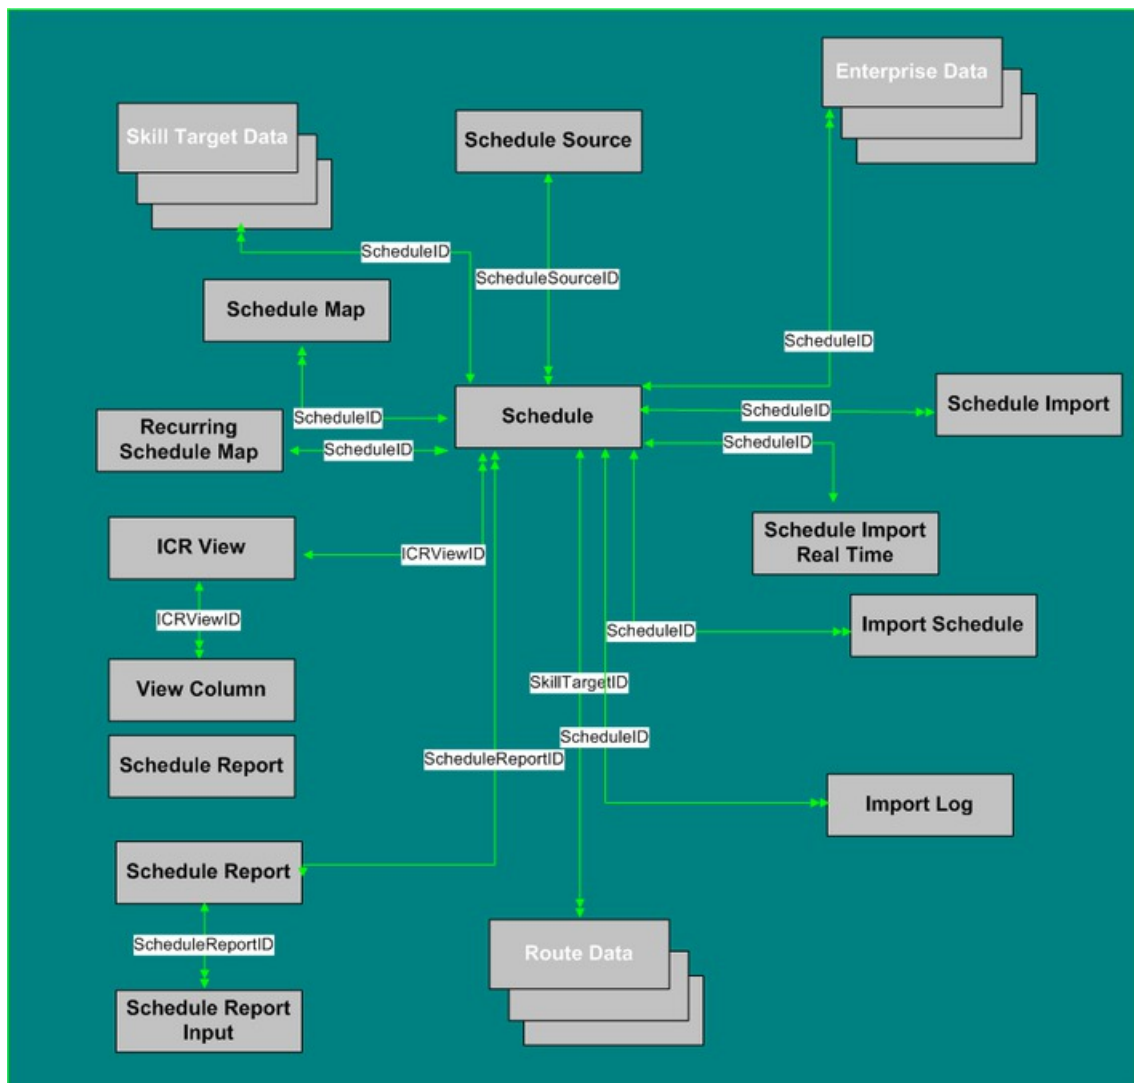 Enterprise Data
Skill Target Data
Schedule Source
ScheduleID
ScheduleSourceID
Schedule Map
ScheduleID
Schedule Import
ScheduleID
Schedule
ScheduleID
Recurring
Schedule Map
ScheduleID
ScheduleID
Schedule Import
Real Time
ICR View
ICRViewID
ICRViewID
Import Schedule
ScheduleID
View Column
SkillTargetID
ScheduleID
Schedule Report
ScheduleReportID
Import Log
Schedule Report
ScheduleReportID
Route Data
Schedule Report
Input